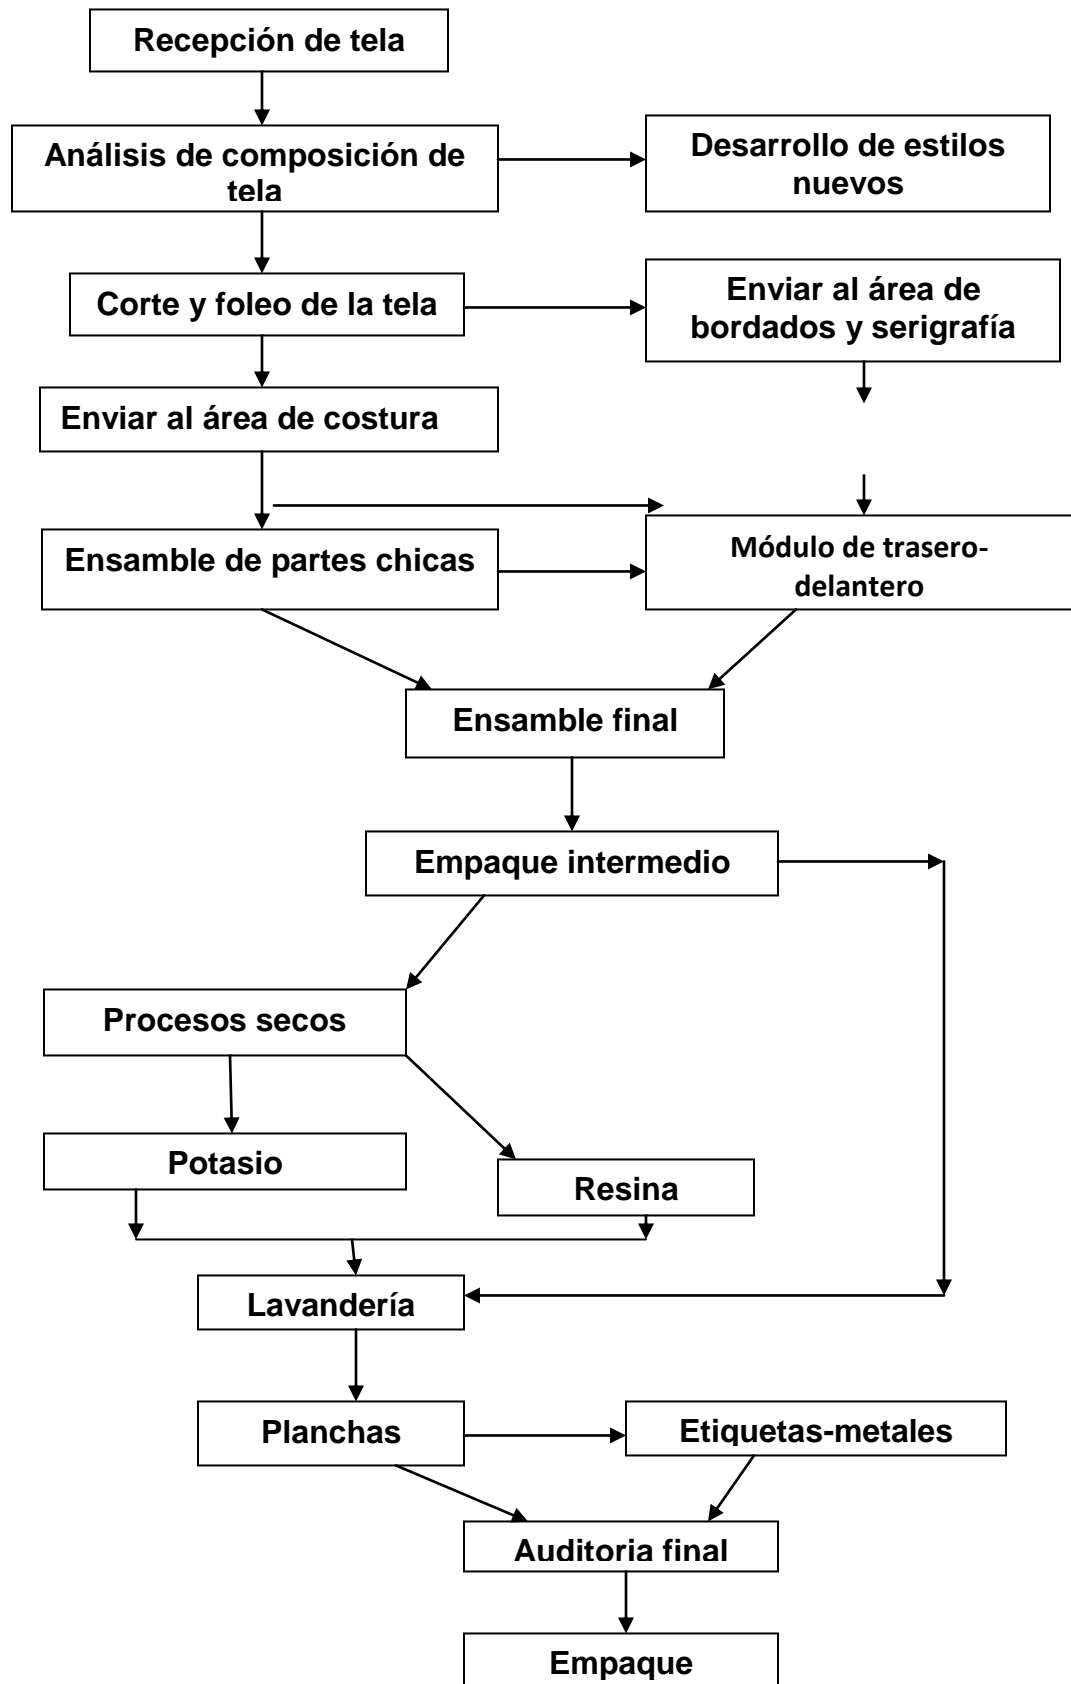 Recepción de tela
Análisis de composición de
tela
Desarrollo de estilos
nuevos
Corte y foleo de la tela
Enviar al área de
bordados y serigrafía
Enviar al área de costura
Ensamble de partes chicas
Módulo de trasero-
delantero
Ensamble final
Empaque intermedio
Procesos secos
Potasio
Resina
Lavandería
Planchas
Etiquetas-metales
Auditoria final
Empaque